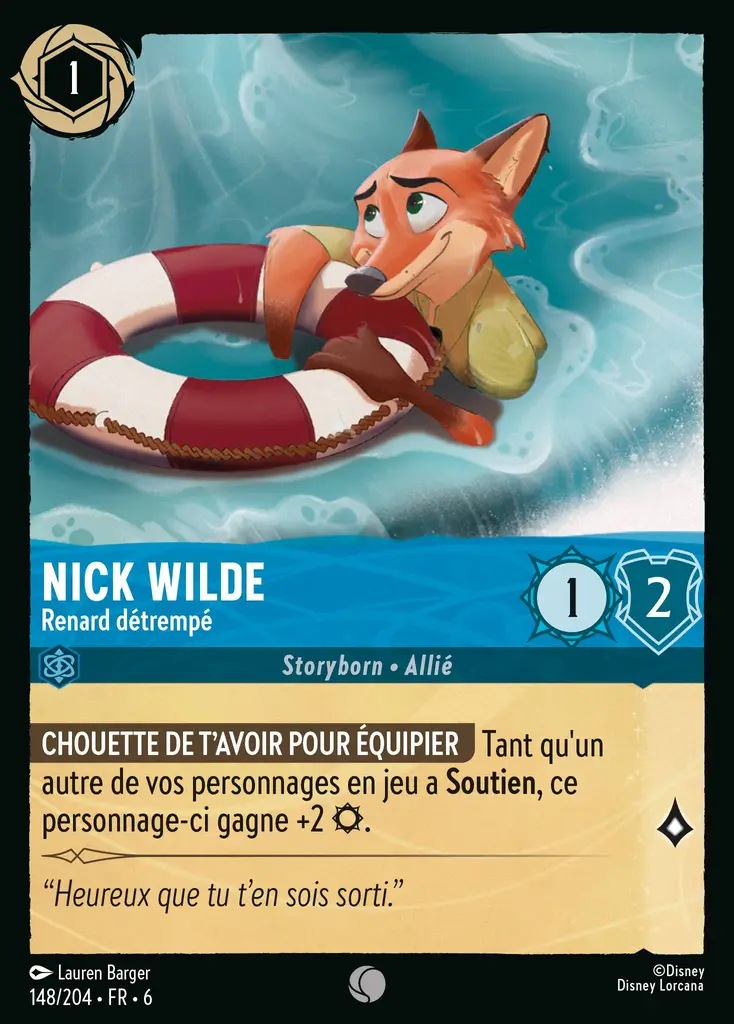 1
NICK WILDE
Renard détrempé
1
2
Storyborn • Allié
CHOUETTE DE T'AVOIR POUR ÉQUIPIER Tant qu'un
autre de vos personnages en jeu a Soutien, ce
personnage-ci gagne +2 .
“Heureux que tu t'en sois sorti.”
Lauren Barger
148/204 • FR • 6
©Disney
Disney Lorcana